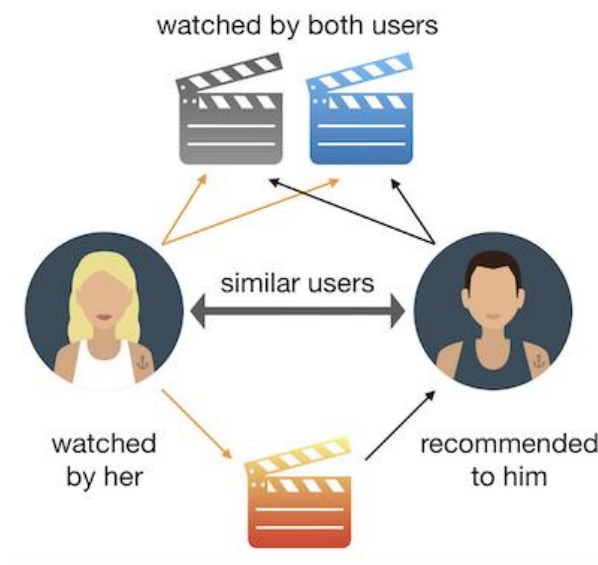 watched by both users
similar users
watched
by her
recommended
to him